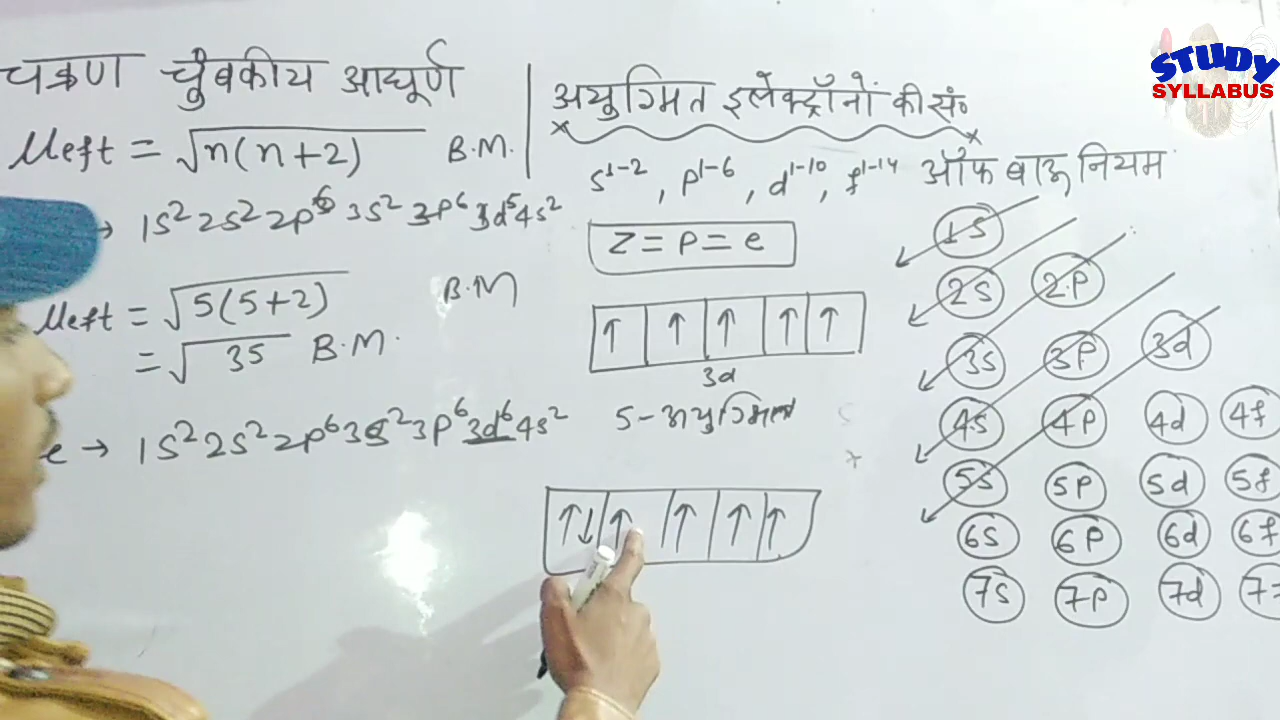 चक्रण चुंबकीय आघूर्ण
μeff = √n(n+2) B.M.
→ 1S² 2S² 2P⁶ 3S² 3P⁶ 3d⁵ 4S²
μeff = √5(5+2) B.M
= √35 B.M.
e → 1S² 2S² 2P⁶ 3S² 3P⁶ 3d⁶ 4S²
अयुग्मित इलेक्ट्रॉनों की सं०
S¹⁻², P¹⁻⁶, d¹⁻¹⁰, f¹⁻¹⁴
Z = P = e
↑ ↑ ↑ ↑ ↑
3d
5-अयुग्मित
↑↓ ↑ ↑ ↑ ↑
ऑफ बाऊ नियम
1S
2S 2P
3S 3P 3d
4S 4P 4d 4f
5S 5P 5d 5f
6S 6P 6d 6f
7S 7P 7d
STUDY
SYLLABUS